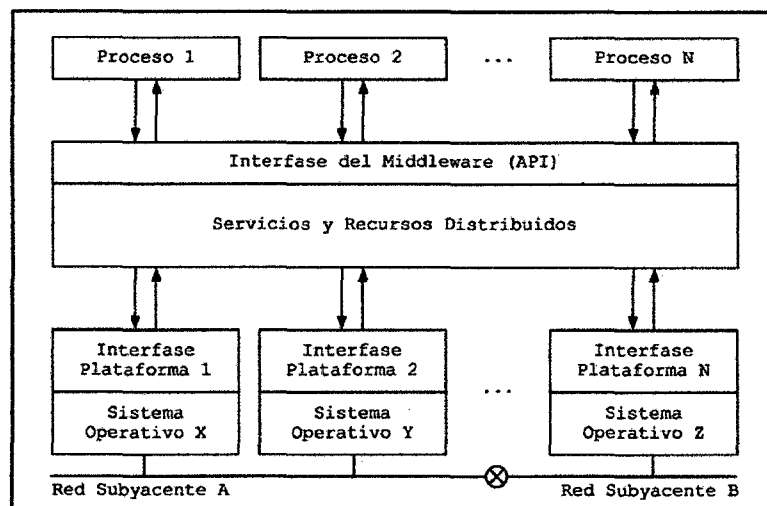 Proceso 1
Proceso 2
...
Proceso N
Interfase del Middleware (API)
Servicios y Recursos Distribuidos
Interfase
Plataforma 1
Interfase
Plataforma 2
...
Interfase
Plataforma N
Sistema
Operativo X
Sistema
Operativo Y
Sistema
Operativo Z
Red Subyacente A
Red Subyacente B